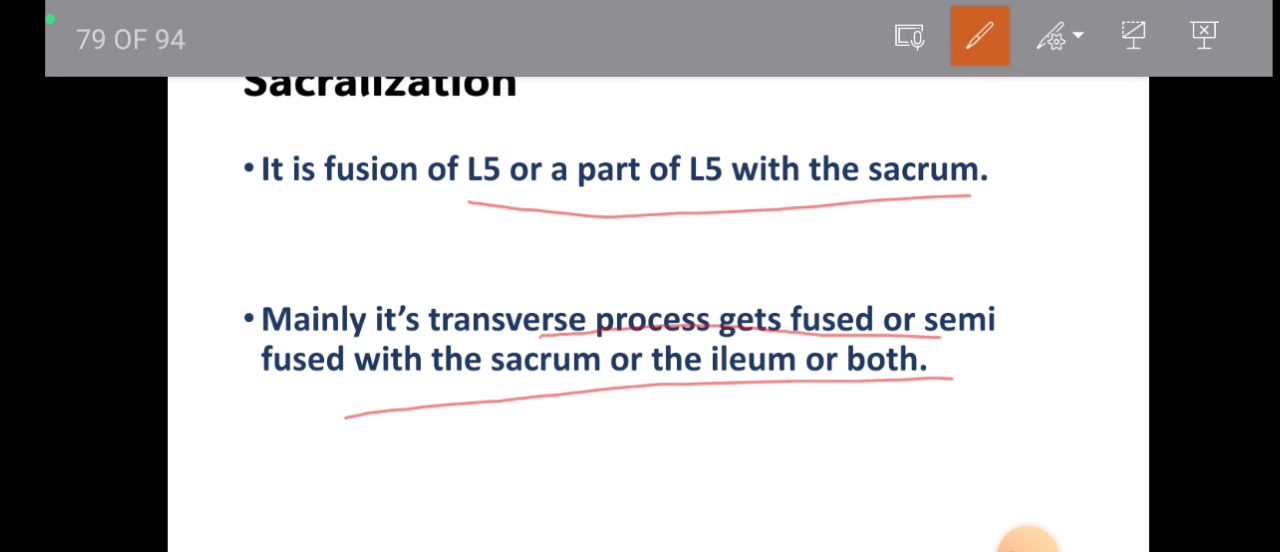 79 OF 94
Sacralization
• It is fusion of L5 or a part of L5 with the sacrum.
• Mainly it's transverse process gets fused or semi
fused with the sacrum or the ileum or both.